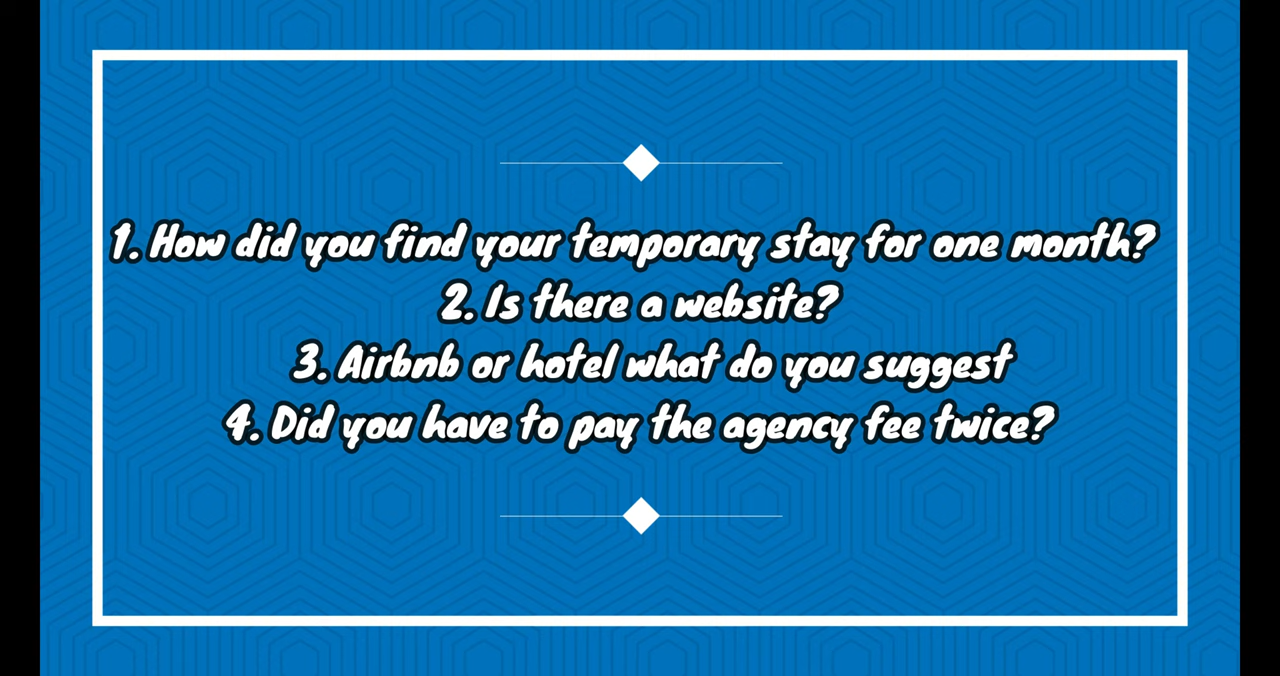 1. How did you find your temporary stay for one month?
2. Is there a website?
3. Airbnb or hotel what do you suggest
4. Did you have to pay the agency fee twice?